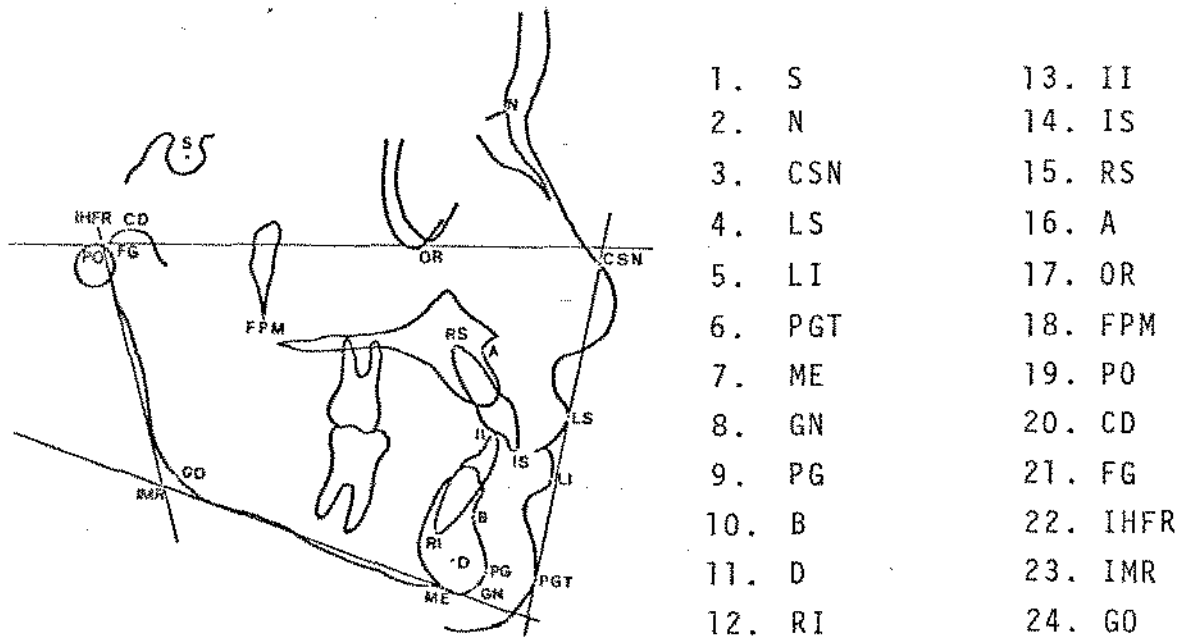 N
S
IHFR CD
PO FG
OR
CSN
FPM
RS
A
LS
II
IS
GO
LI
IMR
B
RI
D
PG
PGT
ME
GN
1. S
2. N
3. CSN
4. LS
5. LI
6. PGT
7. ME
8. GN
9. PG
10. B
11. D
12. RI
13. II
14. IS
15. RS
16. A
17. OR
18. FPM
19. PO
20. CD
21. FG
22. IHFR
23. IMR
24. GO